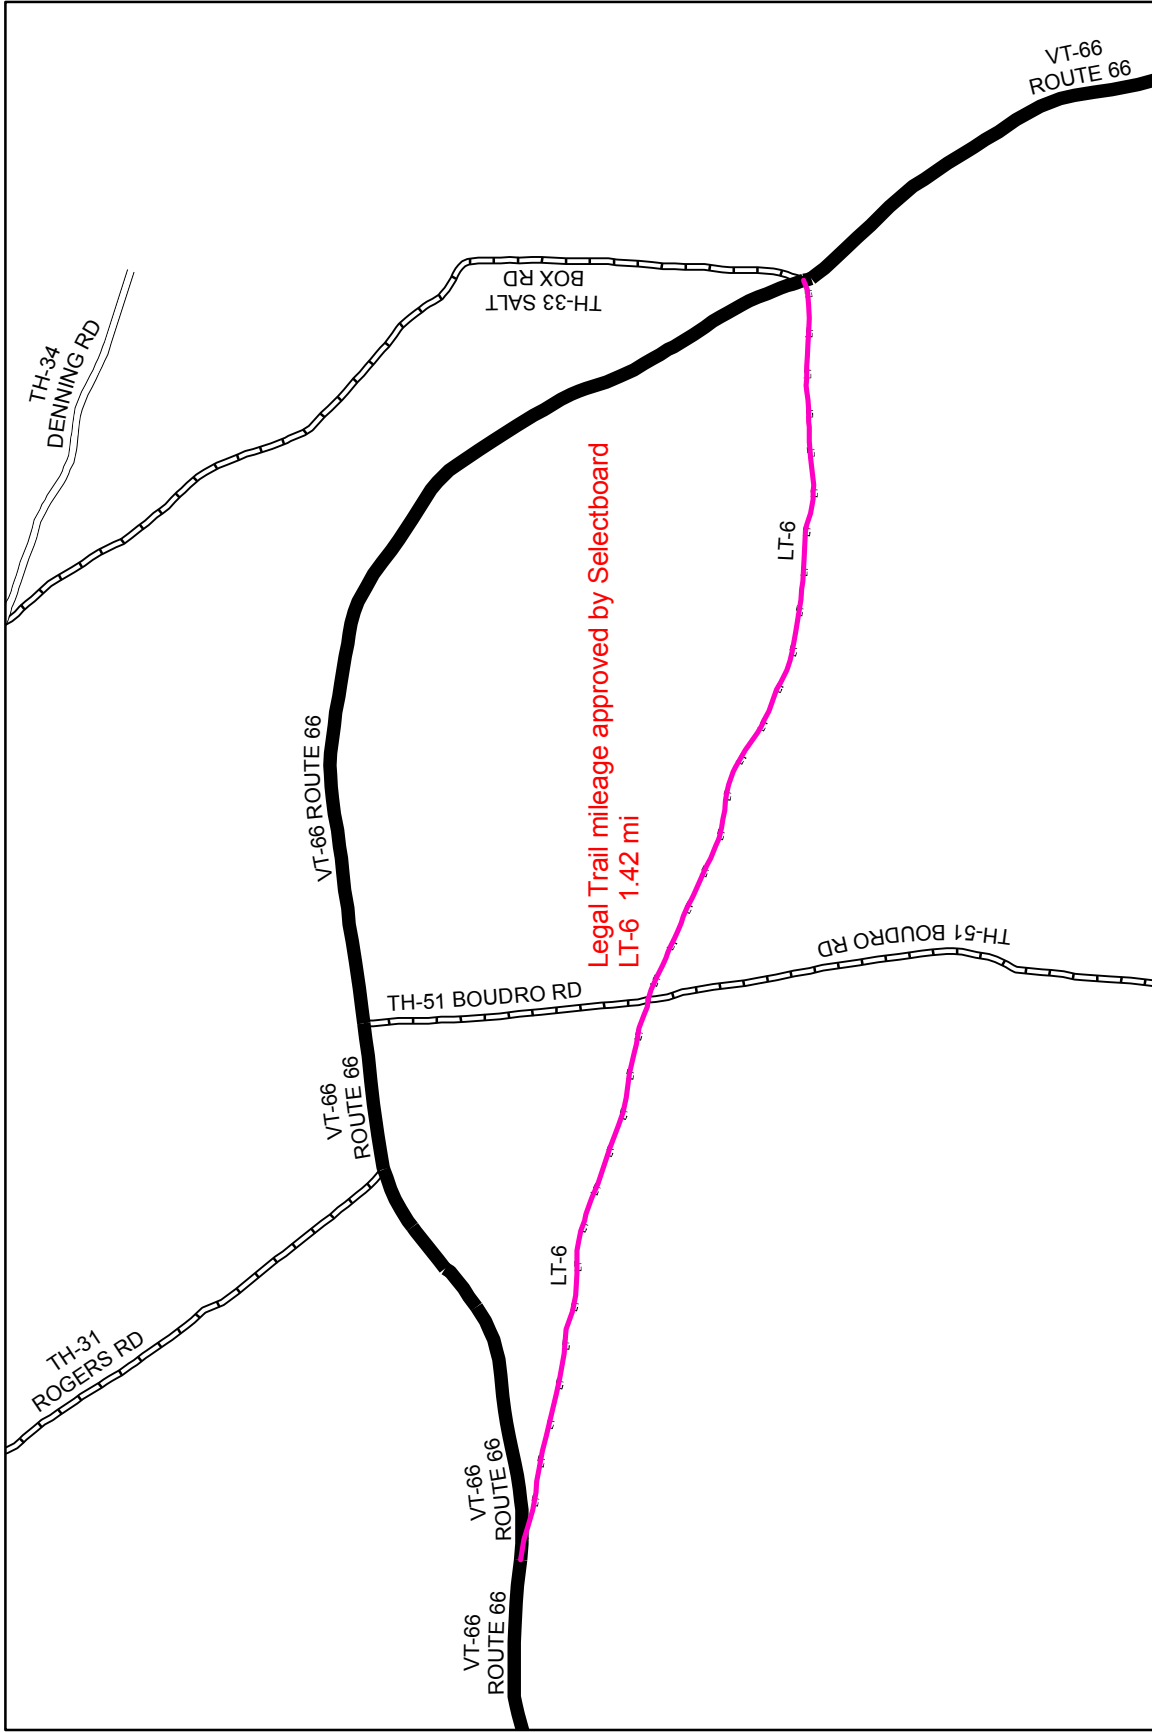 VT-66
ROUTE 66
TH-34
DENNING RD
TH-33 SALT
BOX RD
VT-66 ROUTE 66
Legal Trail mileage approved by Selectboard
LT-6 1.42 mi
LT-6
TH-51 BOUDRO RD
TH-51 BOUDRO RD
VT-66
ROUTE 66
LT-6
TH-31
ROGERS RD
VT-66
ROUTE 66
VT-66
ROUTE 66